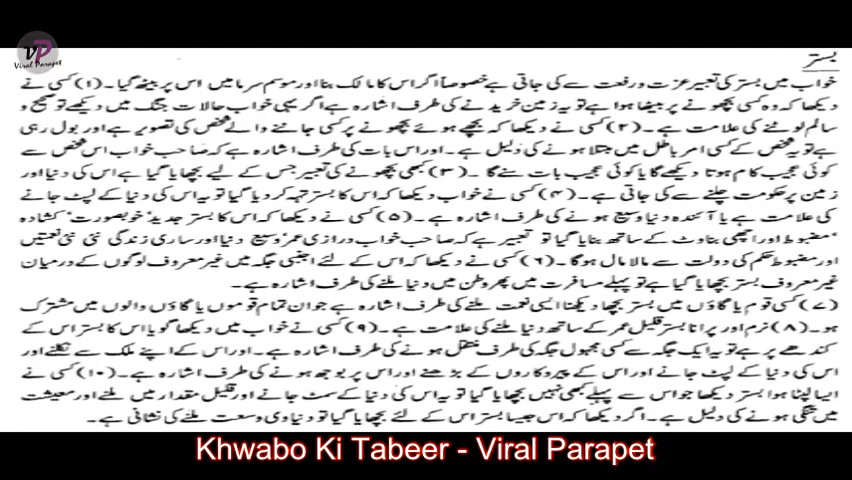 Viral Parapet
بستر
خواب میں بستر کی تعبیر عزت و رفعت سے کی جاتی ہے خصوصاً اگر اس کا مالک بنا اور موسم سرما میں اس پر بیٹھ گیا۔ (۱) کسی نے
دیکھا کہ وہ کسی بچھونے پر بیٹھا ہوا ہے تو یہ زمین خریدنے کی طرف اشارہ ہے اگر یہی خواب حالات جنگ میں دیکھے تو صحیح و
سالم لوٹنے کی علامت ہے۔ (۲) کسی نے دیکھا کہ بچھے ہوئے بچھونے پر کسی جاننے والے شخص کی تصویر ہے اور بول رہی
ہے تو یہ شخص کے کسی امر باطل میں مبتلا ہونے کی دلیل ہے۔ اور اس بات کی طرف اشارہ ہے کہ صاحب خواب اس شخص سے
کوئی عجیب کام ہوتا دیکھے گا یا کوئی عجیب بات سنے گا۔ (۳) کبھی بچھونے کی تعبیر جس کے لیے بچھایا گیا ہے اس کی دنیا اور
زمین پر حکومت چلنے سے کی جاتی ہے۔ (۴) کسی نے خواب دیکھا کہ اس کا بستر تہہ کر دیا گیا تو یہ اس کی دنیا کے لپٹ جانے
کی علامت ہے یا آئندہ دنیا وسیع ہونے کی طرف اشارہ ہے۔ (۵) کسی نے دیکھا کہ اس کا بستر جدید' خوبصورت' کشادہ
'مضبوط اور اچھی بناوٹ کے ساتھ بنایا گیا تو تعبیر ہے کہ صاحب خواب درازی عمر' وسیع دنیا اور ساری زندگی نئی نئی نعمتیں
اور مضبوط حکم کی دولت سے مالا مال ہوگا۔ (۶) کسی نے دیکھا کہ اس کے لئے اجنبی جگہ میں غیر معروف لوگوں کے درمیان
غیر معروف بستر بچھایا گیا ہے تو پہلے مسافرت میں پھر وطن میں دنیا ملنے کی طرف اشارہ ہے۔
(۷) کسی قوم یا گاؤں میں بستر بچھا دیکھنا ایسی نعمت ملنے کی طرف اشارہ ہے جو ان تمام قوموں یا گاؤں والوں میں مشترک
ہو۔ (۸) نرم اور پرانا بستر قلیل عمر کے ساتھ دنیا ملنے کی علامت ہے۔ (۹) کسی نے خواب میں دیکھا گویا اس کا بستر اس کے
کندھے پر ہے تو یہ ایک جگہ سے کسی مجہول جگہ کی طرف منتقل ہونے کی طرف اشارہ ہے۔ اور اس کے اپنے ملک سے نکلنے اور
اس کی دنیا کے لپٹ جانے اور اس کے پیروکاروں کے بڑھنے اور اس پر بوجھ ہونے کی طرف اشارہ ہے۔ (۱۰) کسی نے
ایسا لپٹا ہوا بستر دیکھا جو اس سے پہلے کبھی نہیں بچھایا گیا تو یہ اس کی دنیا کے سمٹ جانے اور قلیل مقدار میں ملنے اور معیشت
میں تنگی ہونے کی دلیل ہے۔ اگر دیکھا کہ اس جیسا بستر اس کے لئے بچھایا گیا تو دنیاوی وسعت ملنے کی نشانی ہے۔
Khwabo Ki Tabeer - Viral Parapet